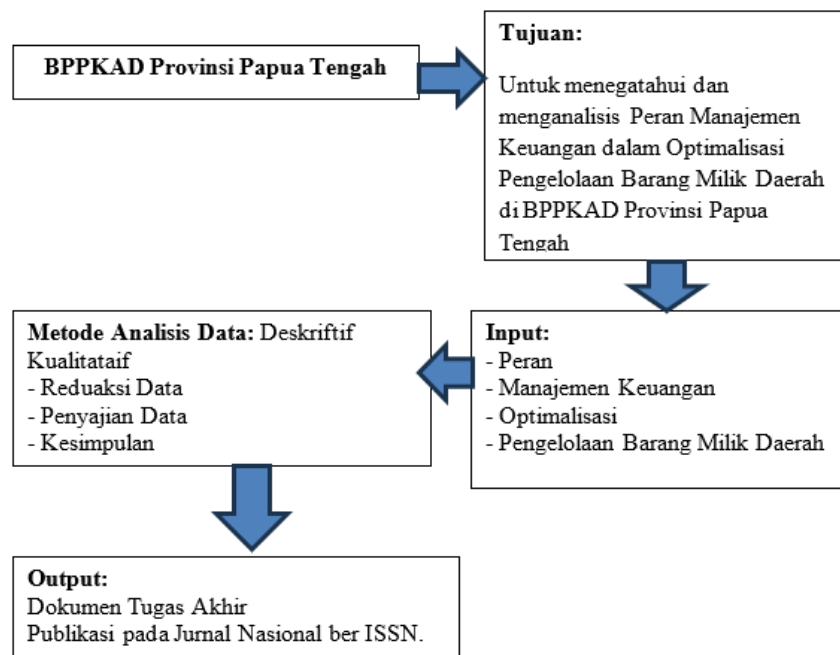 BPPKAD Provinsi Papua Tengah
Tujuan:
Untuk menegatahui dan
menganalisis Peran Manajemen
Keuangan dalam Optimalisasi
Pengelolaan Barang Milik Daerah
di BPPKAD Provinsi Papua
Tengah
Input:
- Peran
- Manajemen Keuangan
- Optimalisasi
- Pengelolaan Barang Milik Daerah
Metode Analisis Data: Deskriftif
Kualitataif
- Reduaksi Data
- Penyajian Data
- Kesimpulan
Output:
Dokumen Tugas Akhir
Publikasi pada Jurnal Nasional ber ISSN.